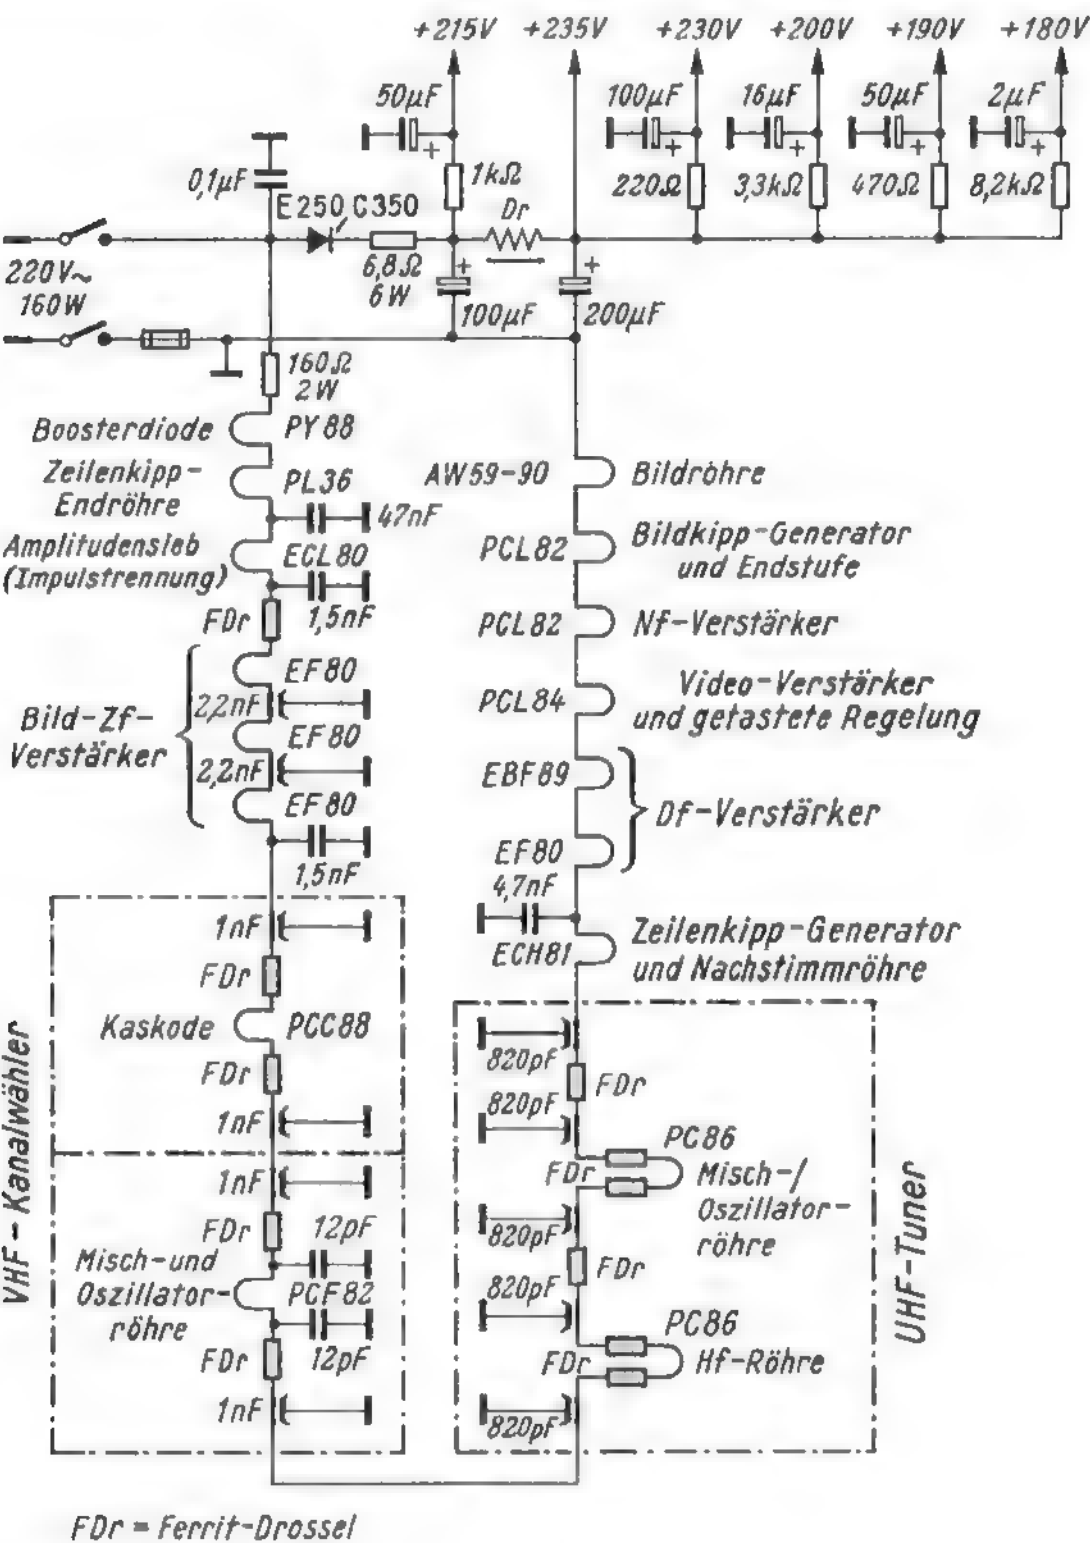 +215V +235V +230V +200V +190V +180V
50µF 100µF 16µF 50µF 2µF
+ + + + +
0,1µF 1kΩ 220Ω 3,3kΩ 470Ω 8,2kΩ
E250 C350 Dr
220V~
160W
6,8Ω
6W
+ +
100µF 200µF
160Ω
2W
Boosterdiode PY88
Zeilenkipp-
Endröhre
PL36
47nF
Amplitudensieb
(Impulstrennung)
ECL80
1,5nF
FDr
EF80
2,2nF
EF80
2,2nF
EF80
Bild-Zf-
Verstärker
1,5nF
VHF-Kanalwähler
1nF
FDr
Kaskode PCC88
FDr
1nF
1nF
FDr 12pF
Misch-und
Oszillator-
röhre
PCF82
FDr 12pF
1nF
AW59-90 Bildröhre
PCL82 Bildkipp-Generator
und Endstufe
PCL82 Nf-Verstärker
PCL84 Video-Verstärker
und getastete Regelung
EBF89
Df-Verstärker
EF80
4,7nF
ECH81 Zeilenkipp-Generator
und Nachstimmröhre
820pF
FDr
820pF
PC86
FDr Misch-/
Oszillator-
röhre
820pF
FDr
820pF
PC86
FDr Hf-Röhre
820pF
UHF-Tuner
FDr = Ferrit-Drossel